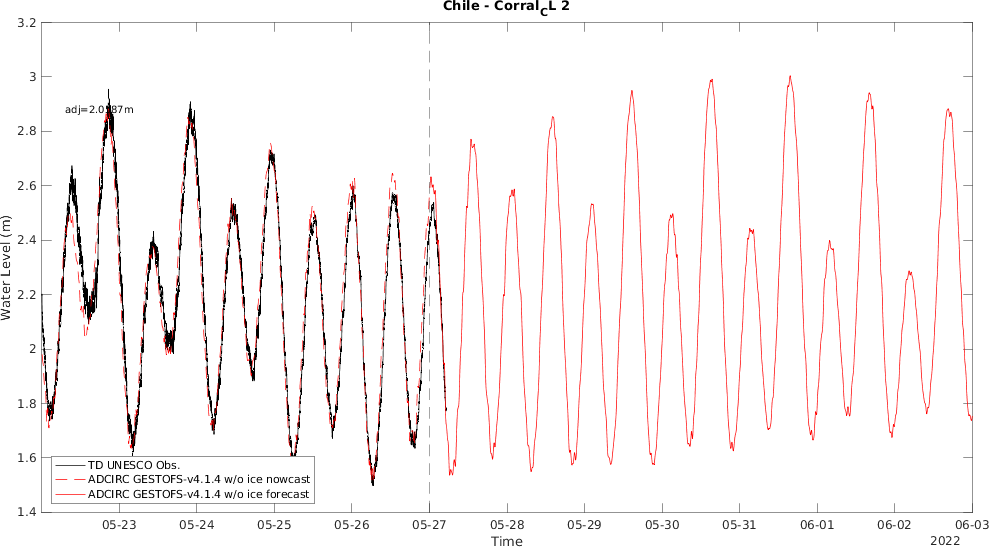 Chile - Corral_CL 2
3.2
3
2.8
2.6
2.4
2.2
2
1.8
1.6
1.4
Water Level (m)
TD UNESCO Obs.
ADCIRC GESTOFS-v4.1.4 w/o ice nowcast
ADCIRC GESTOFS-v4.1.4 w/o ice forecast
05-23 05-24 05-25 05-26 05-27 05-28 05-29 05-30 05-31 06-01 06-02 06-03
Time
2022